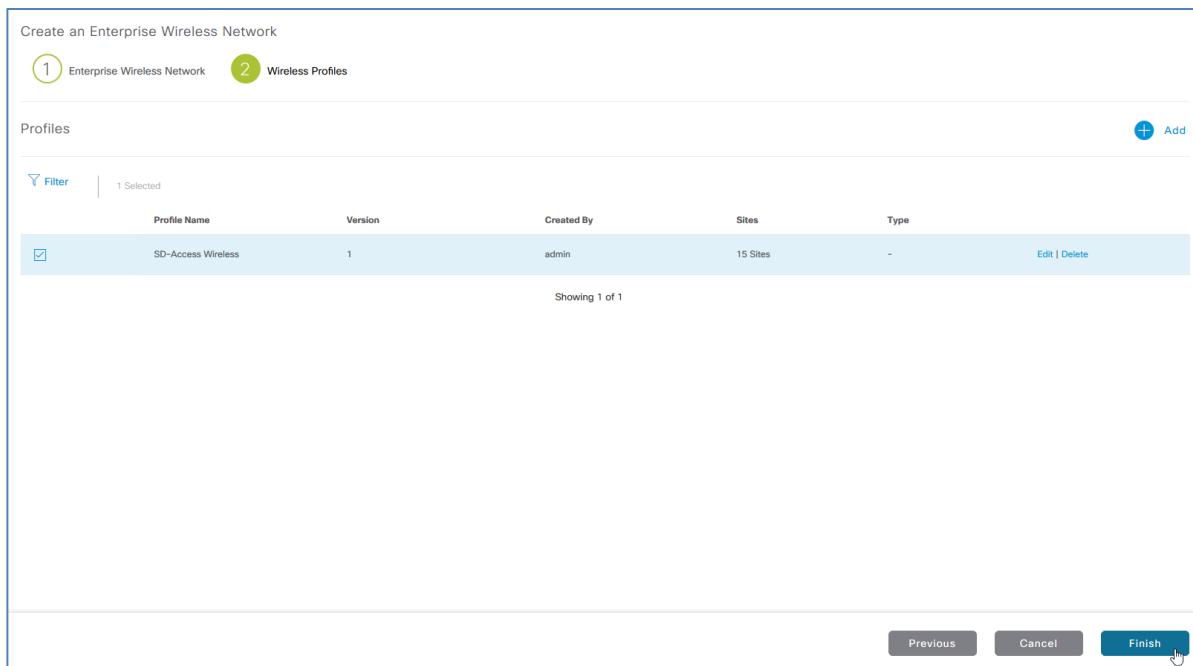 Create an Enterprise Wireless Network
1 Enterprise Wireless Network 2 Wireless Profiles
Profiles
Add
Filter 1 Selected
Profile Name Version Created By Sites Type
SD-Access Wireless 1 admin 15 Sites - Edit | Delete
Showing 1 of 1
Previous Cancel Finish